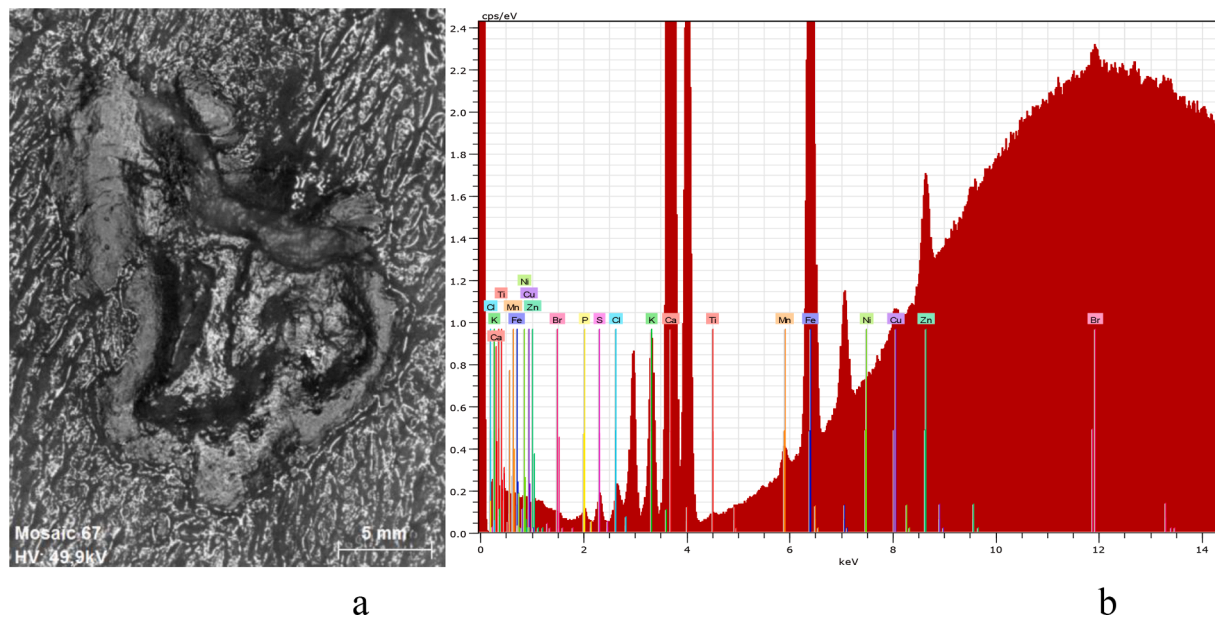 Mosaic 67
HV: 49.9kV
5 mm
a
cps/eV
2.4
2.2
2.0
1.8
1.6
1.4
1.2
1.0
0.8
0.6
0.4
0.2
0.0
Ni
Ti Cu
Cl Mn Zn
K Fe Br P S Cl K Ca Ti Mn Fe Ni Cu Zn Br
Ca
0 2 4 6 8 10 12 14
keV
b